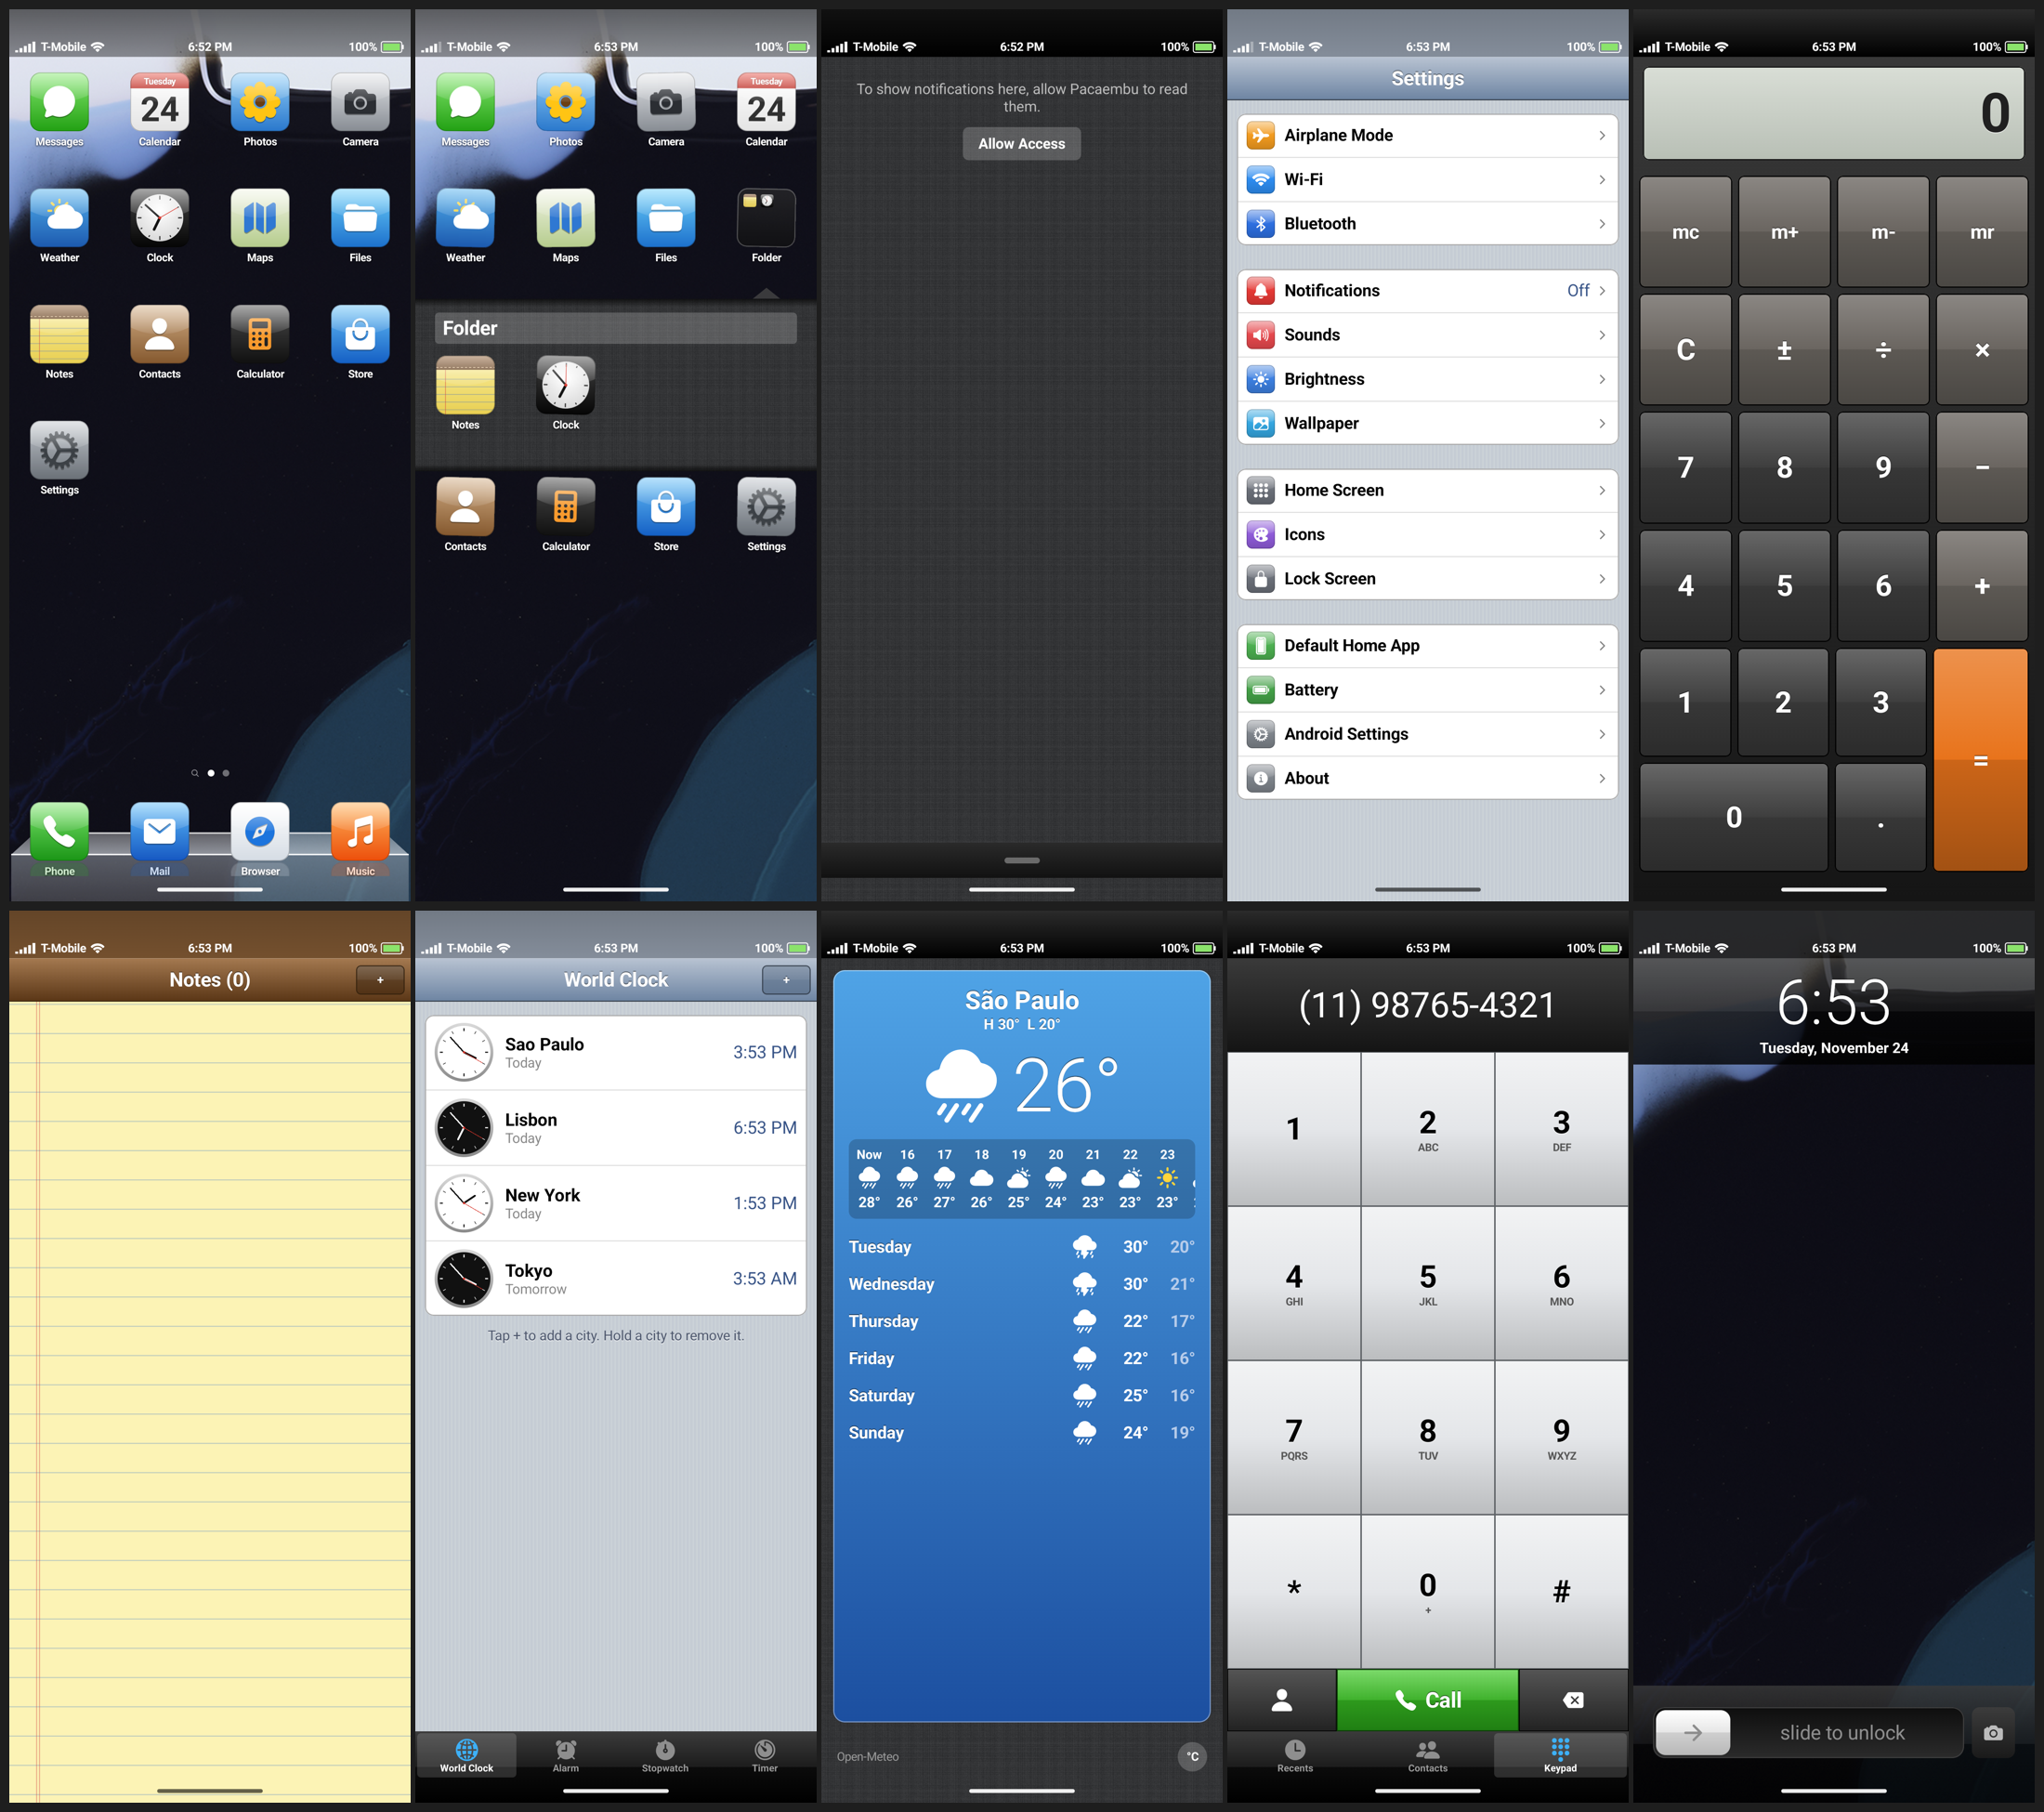 T-Mobile 6:52 PM 100%
Tuesday
24
Messages Calendar Photos Camera
Weather Clock Maps Files
Notes Contacts Calculator Store
Settings
Phone Mail Browser Music
T-Mobile 6:53 PM 100%
Tuesday
24
Messages Photos Camera Calendar
Weather Maps Files Folder
Folder
Notes Clock
Contacts Calculator Store Settings
T-Mobile 6:52 PM 100%
To show notifications here, allow Pacaembu to read
them.
Allow Access
T-Mobile 6:53 PM 100%
Settings
Airplane Mode
Wi-Fi
Bluetooth
Notifications Off
Sounds
Brightness
Wallpaper
Home Screen
Icons
Lock Screen
Default Home App
Battery
Android Settings
About
T-Mobile 6:53 PM 100%
0
mc m+ m- mr
C ± ÷ ×
7 8 9 −
4 5 6 +
1 2 3
=
0 .
T-Mobile 6:53 PM 100%
Notes (0) +
T-Mobile 6:53 PM 100%
World Clock +
Sao Paulo
Today
3:53 PM
Lisbon
Today
6:53 PM
New York
Today
1:53 PM
Tokyo
Tomorrow
3:53 AM
Tap + to add a city. Hold a city to remove it.
World Clock Alarm Stopwatch Timer
T-Mobile 6:53 PM 100%
São Paulo
H 30° L 20°
26°
Now 16 17 18 19 20 21 22 23
28° 26° 27° 26° 25° 24° 23° 23° 23°
Tuesday 30° 20°
Wednesday 30° 21°
Thursday 22° 17°
Friday 22° 16°
Saturday 25° 16°
Sunday 24° 19°
Open-Meteo °C
T-Mobile 6:53 PM 100%
(11) 98765-4321
1 2 3
ABC DEF
4 5 6
GHI JKL MNO
7 8 9
PQRS TUV WXYZ
* 0 #
+
Call
Recents Contacts Keypad
T-Mobile 6:53 PM 100%
6:53
Tuesday, November 24
slide to unlock